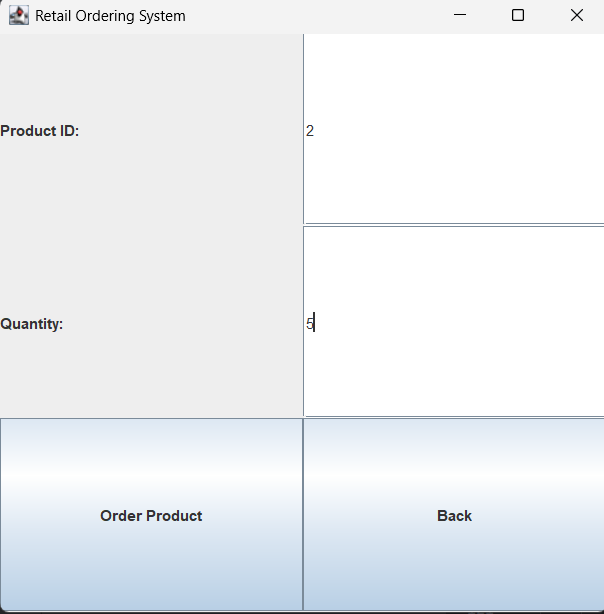 Retail Ordering System
Product ID:
2
Quantity:
5
Order Product
Back